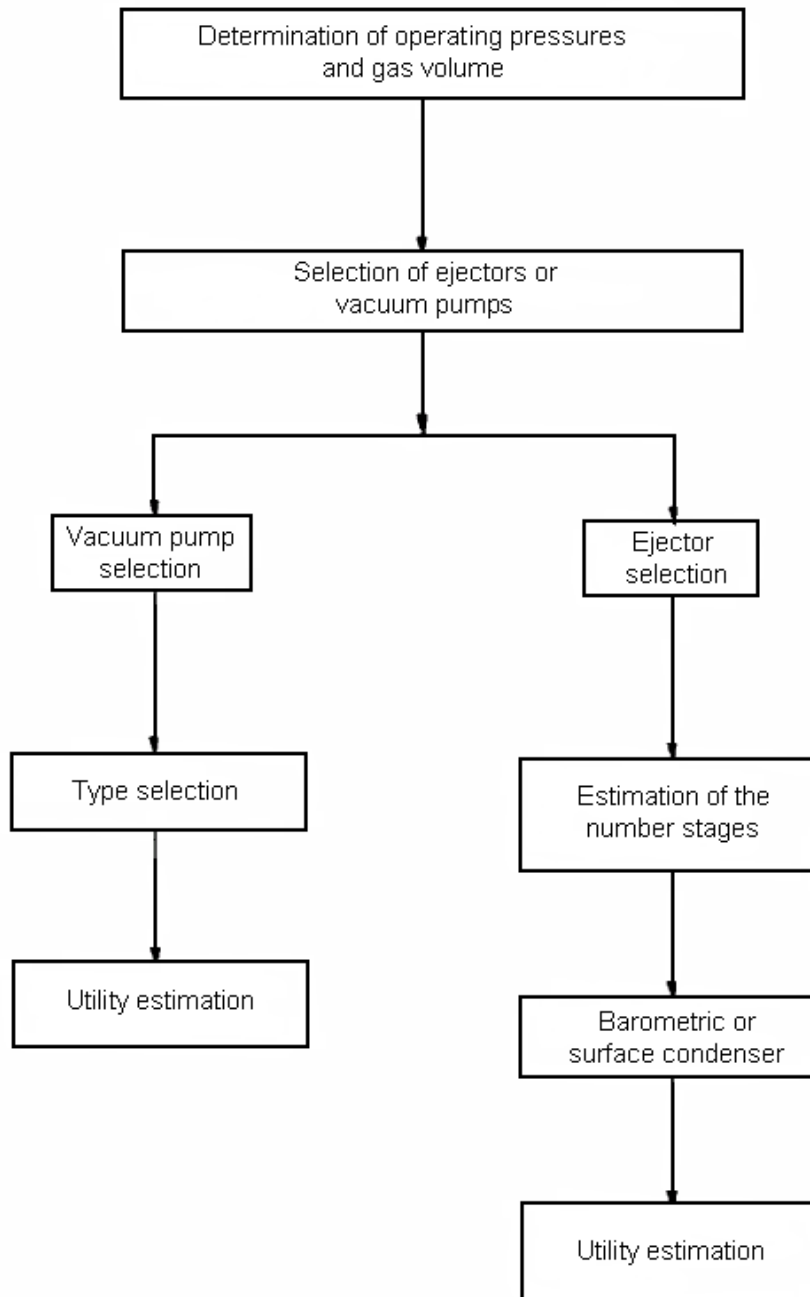 Determination of operating pressures
and gas volume
Selection of ejectors or
vacuum pumps
Vacuum pump
selection
Ejector
selection
Type selection
Estimation of the
number stages
Utility estimation
Barometric or
surface condenser
Utility estimation